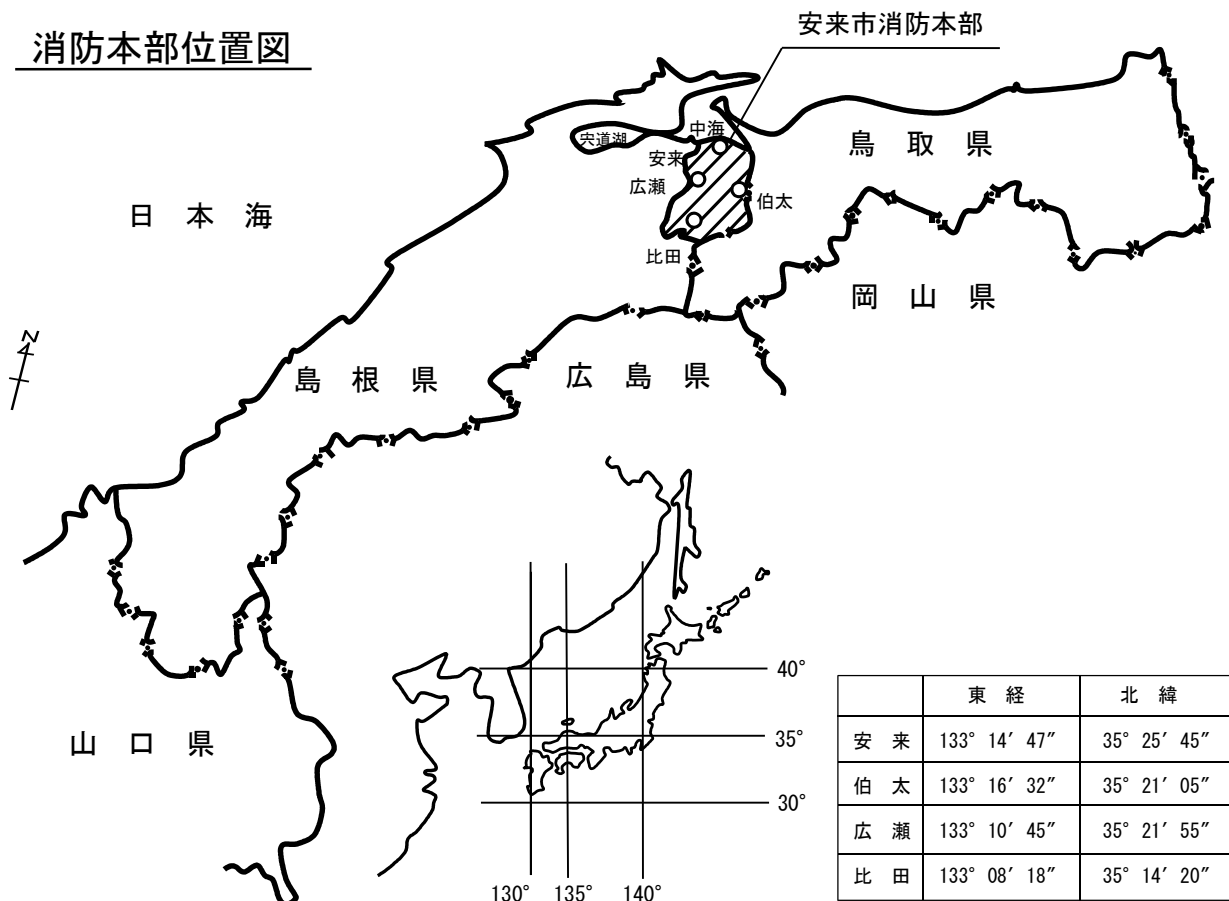 消防本部位置図
安来市消防本部
宍道湖
中海
安来
広瀬
伯太
比田
鳥 取 県
日 本 海
岡 山 県
N
島 根 県
広 島 県
山 口 県
40°
35°
30°
130° 135° 140°
東 経 北 緯
安 来 133° 14′ 47″ 35° 25′ 45″
伯 太 133° 16′ 32″ 35° 21′ 05″
広 瀬 133° 10′ 45″ 35° 21′ 55″
比 田 133° 08′ 18″ 35° 14′ 20″